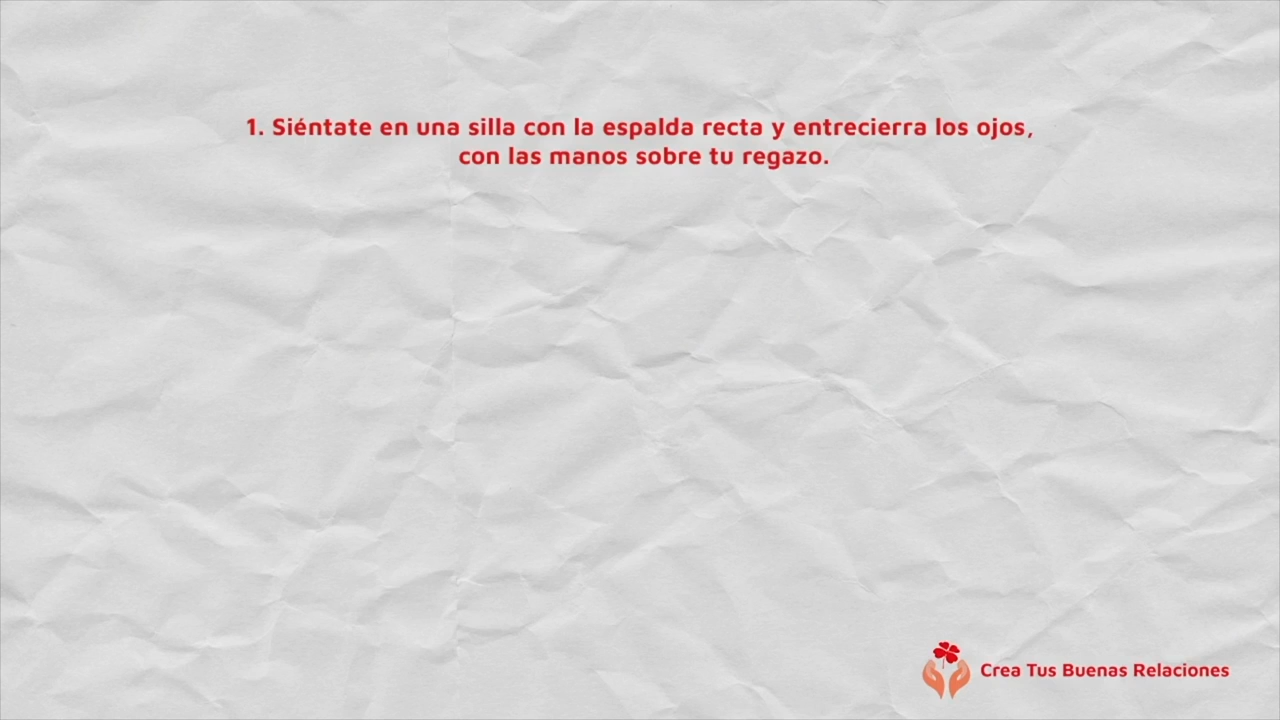 1. Siéntate en una silla con la espalda recta y entrecierra los ojos,
con las manos sobre tu regazo.
Crea Tus Buenas Relaciones